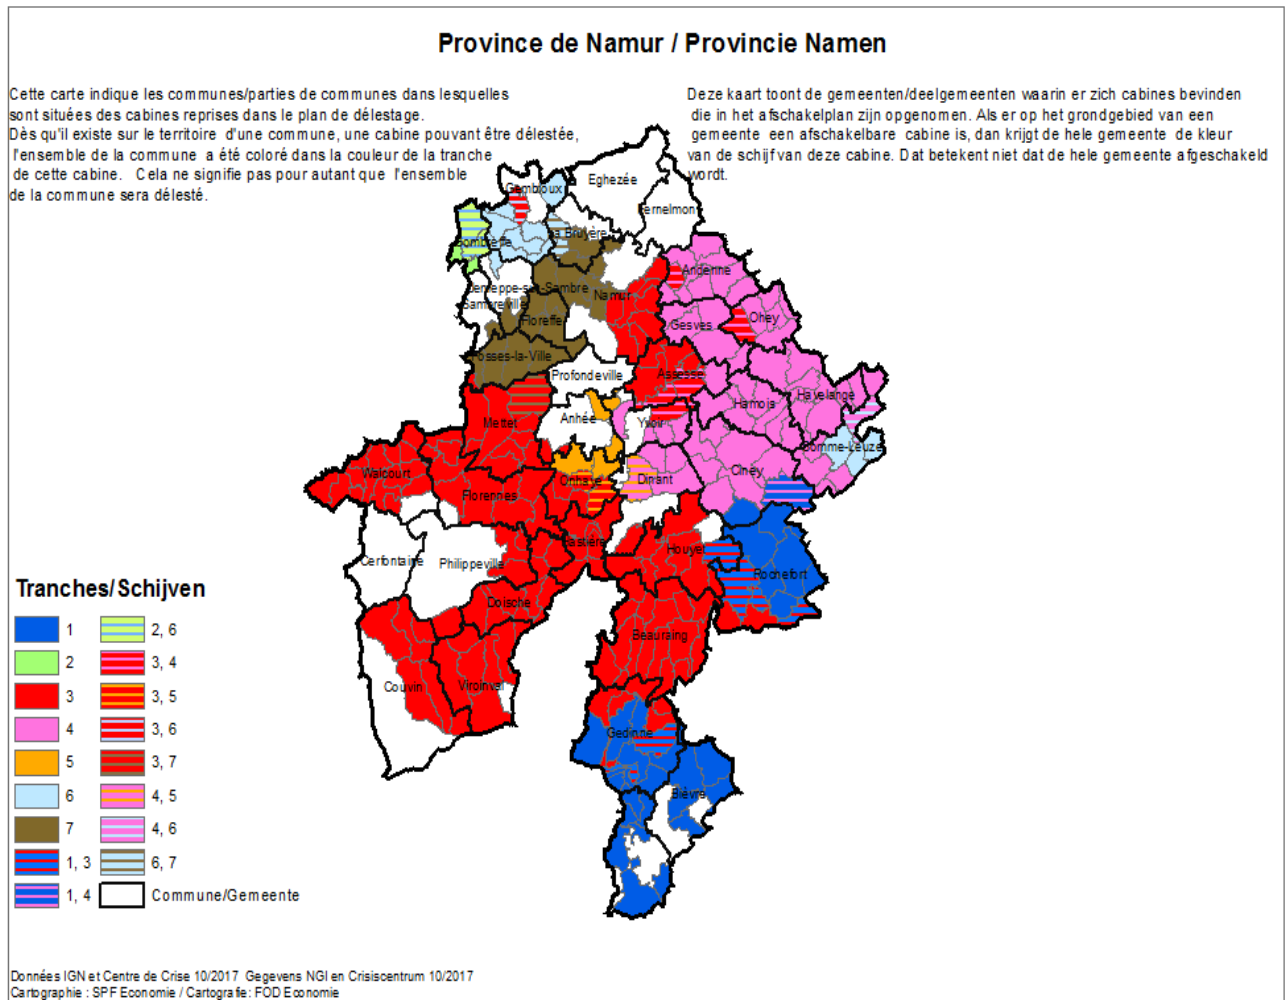 Province de Namur / Provincie Namen
Cette carte indique les communes/parties de communes dans lesquelles
sont situées des cabines reprises dans le plan de délestage.
Dès qu'il existe sur le territoire d'une commune, une cabine pouvant être délestée,
l'ensemble de la commune a été coloré dans la couleur de la tranche
de cette cabine. Cela ne signifie pas pour autant que l'ensemble
de la commune sera délesté.
Deze kaart toont de gemeenten/deelgemeenten waarin er zich cabines bevinden
die in het afschakelplan zijn opgenomen. Als er op het grondgebied van een
gemeente een afschakelbare cabine is, dan krijgt de hele gemeente de kleur
van de schijf van deze cabine. Dat betekent niet dat de hele gemeente afgeschakeld
wordt.
Gembloux
Eghezée
Fernelmont
La Bruyère
Sombreffe
Andenne
Jemeppe-sur-Sambre
Namur
Sambreville
Floreffe
Gesves
Ohey
Fosses-la-Ville
Profondeville
Assesse
Hamois
Havelange
Anhée
Yvoir
Mettet
Somme-Leuze
Walcourt
Onhaye
Dinant
Ciney
Florennes
Hastière
Houyet
Cerfontaine
Philippeville
Rochefort
Doische
Beauraing
Couvin
Viroinval
Gedinne
Bièvre
Tranches/Schijven
1
2
3
4
5
6
7
1, 3
1, 4
2, 6
3, 4
3, 5
3, 6
3, 7
4, 5
4, 6
6, 7
Commune/Gemeente
Données IGN et Centre de Crise 10/2017 Gegevens NGI en Crisiscentrum 10/2017
Cartographie : SPF Economie / Cartografie: FOD Economie